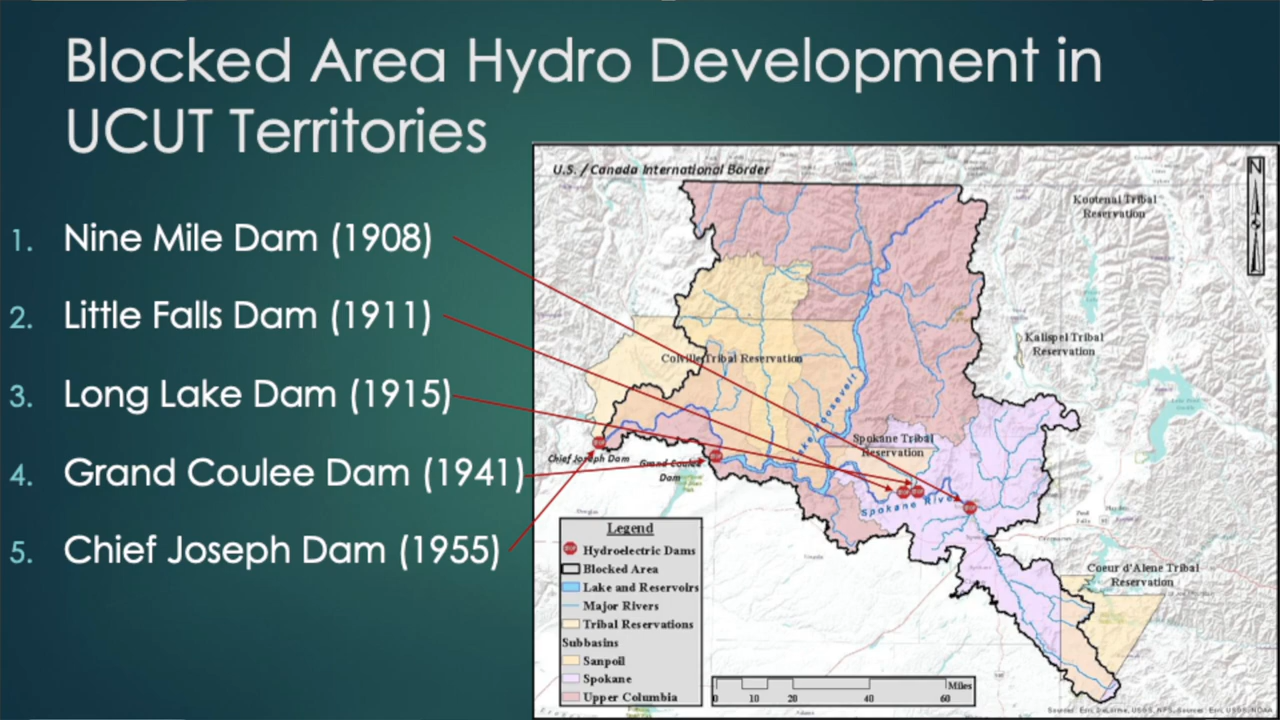 Blocked Area Hydro Development in
UCUT Territories
1. Nine Mile Dam (1908)
2. Little Falls Dam (1911)
3. Long Lake Dam (1915)
4. Grand Coulee Dam (1941)
5. Chief Joseph Dam (1955)
U.S. / Canada International Border
N
Kootenai Tribal
Reservation
Kalispel Tribal
Reservation
Colville Tribal Reservation
Lake Roosevelt
Spokane Tribal
Reservation
Chief Joseph Dam
Grand Coulee
Dam
Spokane River
Coeur d'Alene Tribal
Reservation
Legend
Hydroelectric Dams
Blocked Area
Lake and Reservoirs
Major Rivers
Tribal Reservations
Subbasins
Sanpoil
Spokane
Upper Columbia
Miles
0 10 20 40 60